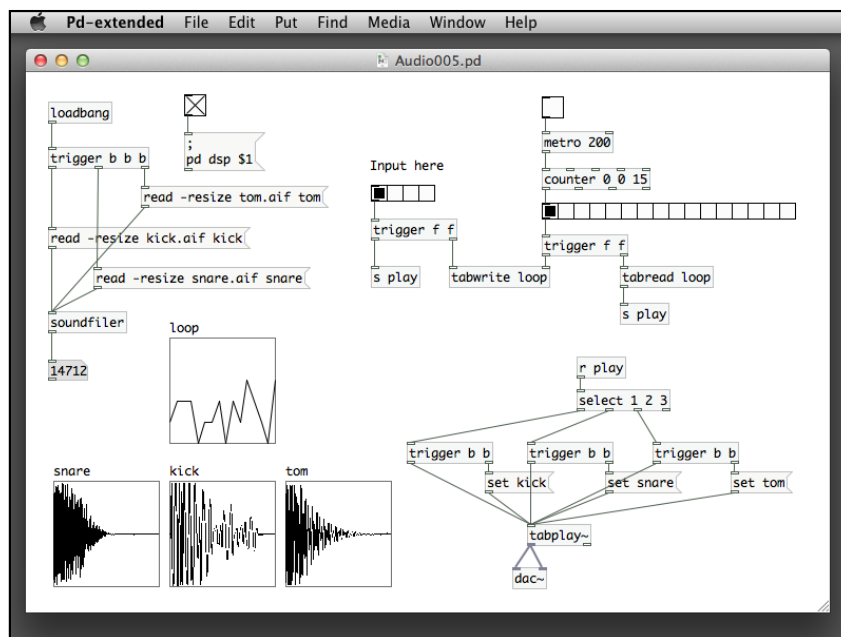 Pd-extended File Edit Put Find Media Window Help
Audio005.pd
loadbang
;
pd dsp $1
trigger b b b
read -resize tom.aif tom
read -resize kick.aif kick
read -resize snare.aif snare
soundfiler
14712
Input here
trigger f f
s play
tabwrite loop
metro 200
counter 0 0 15
trigger f f
tabread loop
s play
loop
snare
kick
tom
r play
select 1 2 3
trigger b b
trigger b b
trigger b b
set kick
set snare
set tom
tabplay~
dac~